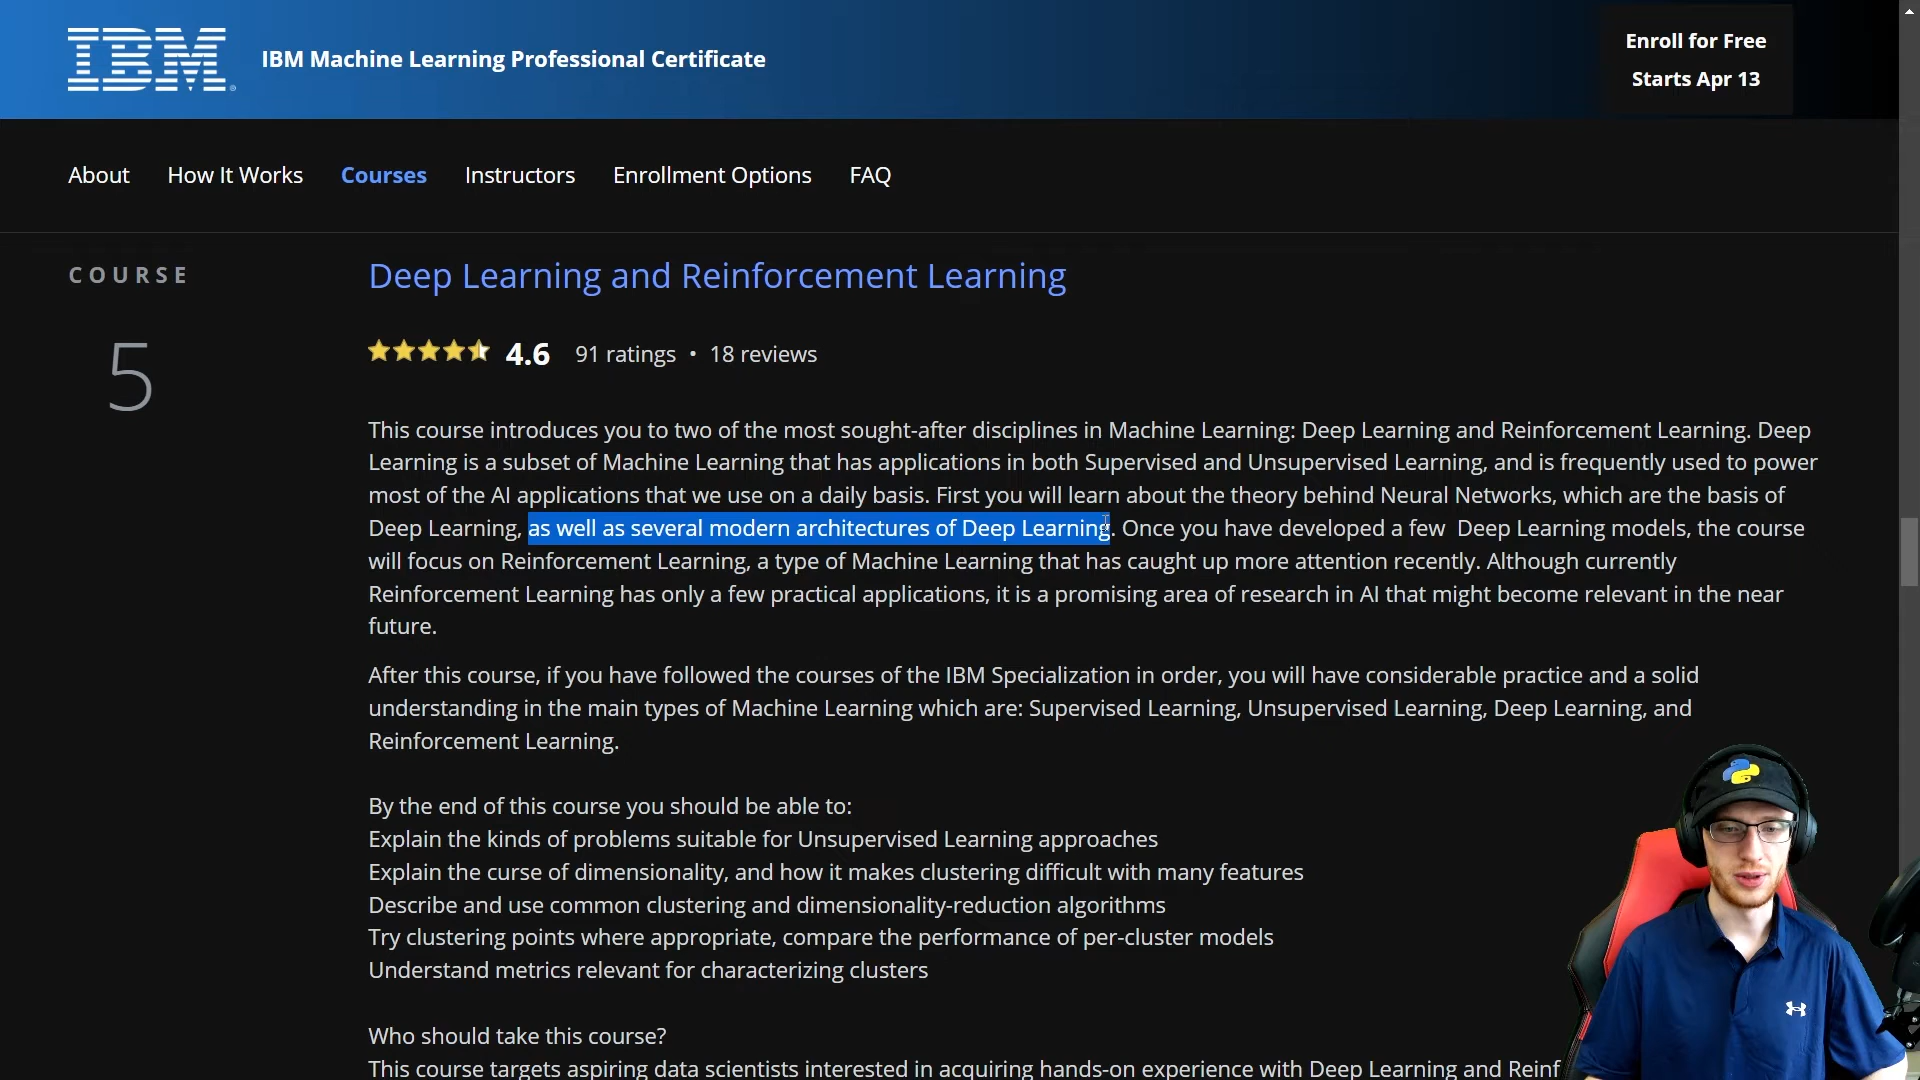 IBM
IBM Machine Learning Professional Certificate
Enroll for Free
Starts Apr 13
About How It Works Courses Instructors Enrollment Options FAQ
COURSE
5
Deep Learning and Reinforcement Learning
4.6 91 ratings • 18 reviews
This course introduces you to two of the most sought-after disciplines in Machine Learning: Deep Learning and Reinforcement Learning. Deep
Learning is a subset of Machine Learning that has applications in both Supervised and Unsupervised Learning, and is frequently used to power
most of the AI applications that we use on a daily basis. First you will learn about the theory behind Neural Networks, which are the basis of
Deep Learning, as well as several modern architectures of Deep Learning. Once you have developed a few  Deep Learning models, the course
will focus on Reinforcement Learning, a type of Machine Learning that has caught up more attention recently. Although currently
Reinforcement Learning has only a few practical applications, it is a promising area of research in AI that might become relevant in the near
future.
After this course, if you have followed the courses of the IBM Specialization in order, you will have considerable practice and a solid
understanding in the main types of Machine Learning which are: Supervised Learning, Unsupervised Learning, Deep Learning, and
Reinforcement Learning.
By the end of this course you should be able to:
Explain the kinds of problems suitable for Unsupervised Learning approaches
Explain the curse of dimensionality, and how it makes clustering difficult with many features
Describe and use common clustering and dimensionality-reduction algorithms
Try clustering points where appropriate, compare the performance of per-cluster models
Understand metrics relevant for characterizing clusters
Who should take this course?
This course targets aspiring data scientists interested in acquiring hands-on experience with Deep Learning and Reinf